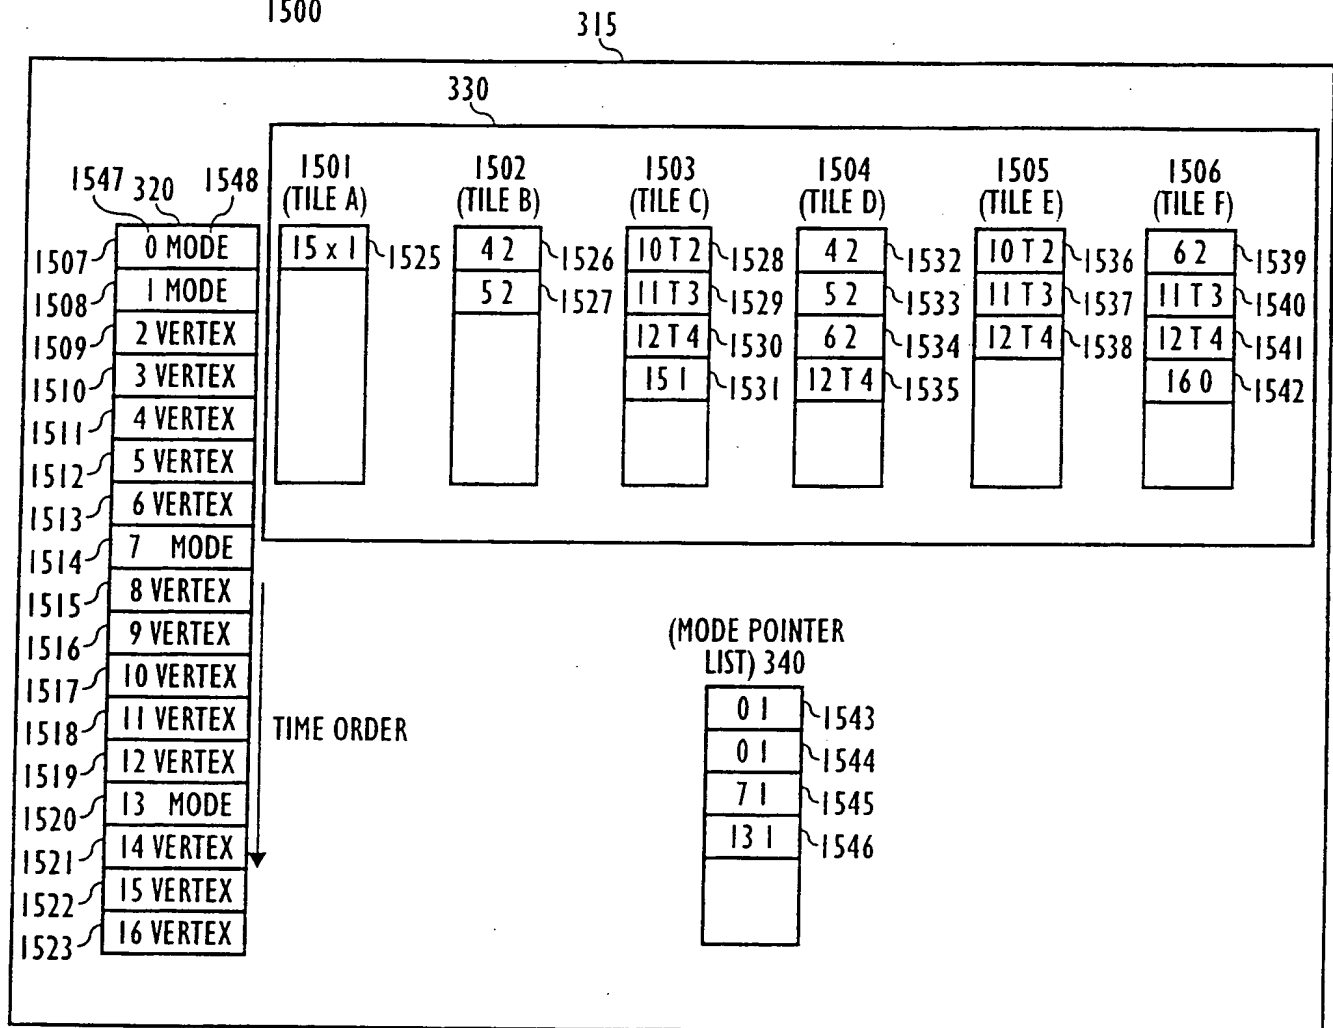 1500
315
330
1547 320 1548
1501
(TILE A)
1502
(TILE B)
1503
(TILE C)
1504
(TILE D)
1505
(TILE E)
1506
(TILE F)
1507 0 MODE
1508 1 MODE
1509 2 VERTEX
1510 3 VERTEX
1511 4 VERTEX
1512 5 VERTEX
1513 6 VERTEX
1514 7 MODE
1515 8 VERTEX
1516 9 VERTEX
1517 10 VERTEX
1518 11 VERTEX
1519 12 VERTEX
1520 13 MODE
1521 14 VERTEX
1522 15 VERTEX
1523 16 VERTEX
TIME ORDER
15 x 1 1525
4 2 1526
5 2 1527
10 T 2 1528
11 T 3 1529
12 T 4 1530
15 1 1531
4 2 1532
5 2 1533
6 2 1534
12 T 4 1535
10 T 2 1536
11 T 3 1537
12 T 4 1538
6 2 1539
11 T 3 1540
12 T 4 1541
16 0 1542
(MODE POINTER
LIST) 340
0 1 1543
0 1 1544
7 1 1545
13 1 1546